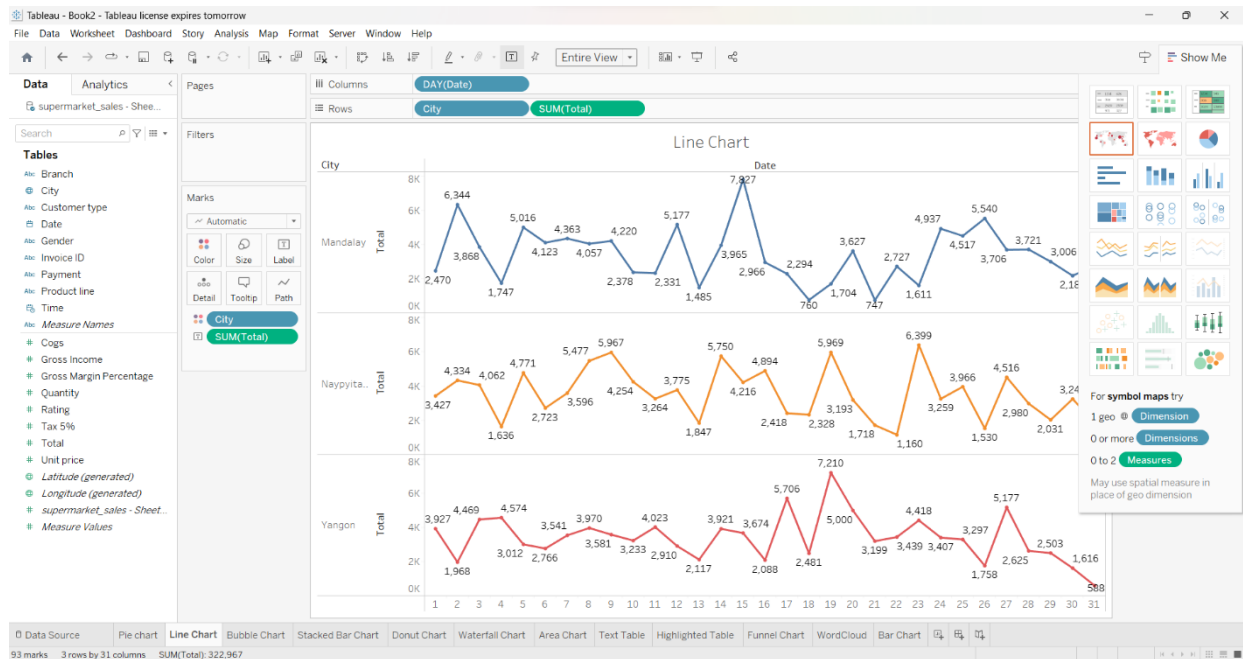 Tableau - Book2 - Tableau license expires tomorrow
File Data Worksheet Dashboard Story Analysis Map Format Server Window Help
Entire View
Show Me
Data Analytics
supermarket_sales - Shee...
Search
Tables
Abc Branch
City
Abc Customer type
Date
Abc Gender
Abc Invoice ID
Abc Payment
Abc Product line
Time
Abc Measure Names
# Cogs
# Gross Income
# Gross Margin Percentage
# Quantity
# Rating
# Tax 5%
# Total
# Unit price
Latitude (generated)
Longitude (generated)
# supermarket_sales - Sheet...
# Measure Values
Pages
Filters
Marks
Automatic
Color Size Label
Detail Tooltip Path
City
SUM(Total)
Columns DAY(Date)
Rows City SUM(Total)
Line Chart
City Date
Mandalay
Total
8K
6K
4K
2K
0K
2,470 6,344 3,868 1,747 5,016 4,123 4,363 4,057 4,220 2,378 2,331 5,177 1,485 3,965 7,827 2,966 2,294 760 1,704 3,627 747 2,727 1,611 4,937 4,517 5,540 3,706 3,721 3,006 2,18
Naypyita..
Total
8K
6K
4K
2K
0K
3,427 4,334 4,062 1,636 4,771 2,723 3,596 5,477 5,967 4,254 3,264 3,775 1,847 5,750 4,216 4,894 2,418 2,328 5,969 3,193 1,718 1,160 6,399 3,259 3,966 1,530 4,516 2,980 2,031 3,24
Yangon
Total
8K
6K
4K
2K
0K
3,927 1,968 4,469 4,574 3,012 2,766 3,541 3,970 3,581 3,233 4,023 2,910 2,117 3,921 3,674 2,088 5,706 2,481 7,210 5,000 3,199 3,439 4,418 3,407 3,297 1,758 5,177 2,625 2,503 1,616 588
1 2 3 4 5 6 7 8 9 10 11 12 13 14 15 16 17 18 19 20 21 22 23 24 25 26 27 28 29 30 31
For symbol maps try
1 geo Dimension
0 or more Dimensions
0 to 2 Measures
May use spatial measure in
place of geo dimension
Data Source Pie chart Line Chart Bubble Chart Stacked Bar Chart Donut Chart Waterfall Chart Area Chart Text Table Highlighted Table Funnel Chart WordCloud Bar Chart
93 marks 3 rows by 31 columns SUM(Total): 322,967